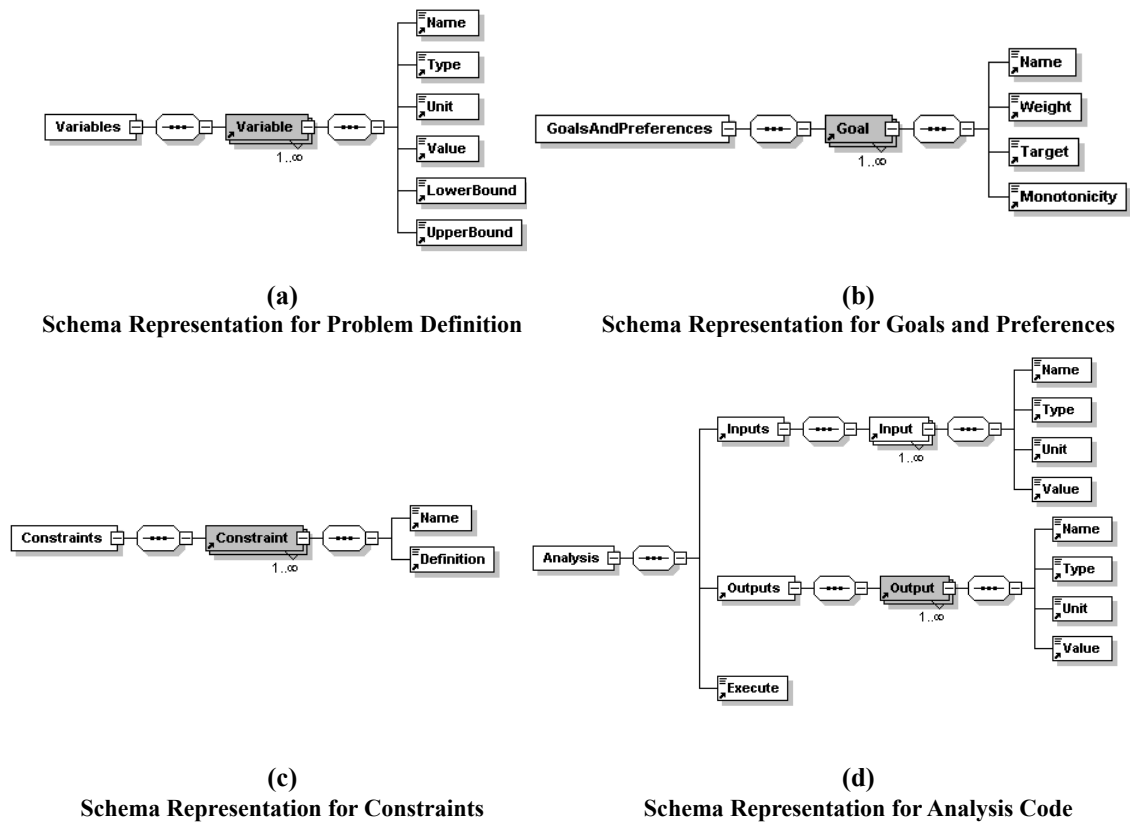 Variables
Variable
1..∞
Name
Type
Unit
Value
LowerBound
UpperBound
(a)
Schema Representation for Problem Definition
GoalsAndPreferences
Goal
1..∞
Name
Weight
Target
Monotonicity
(b)
Schema Representation for Goals and Preferences
Constraints
Constraint
1..∞
Name
Definition
(c)
Schema Representation for Constraints
Analysis
Inputs
Input
1..∞
Name
Type
Unit
Value
Outputs
Output
1..∞
Name
Type
Unit
Value
Execute
(d)
Schema Representation for Analysis Code